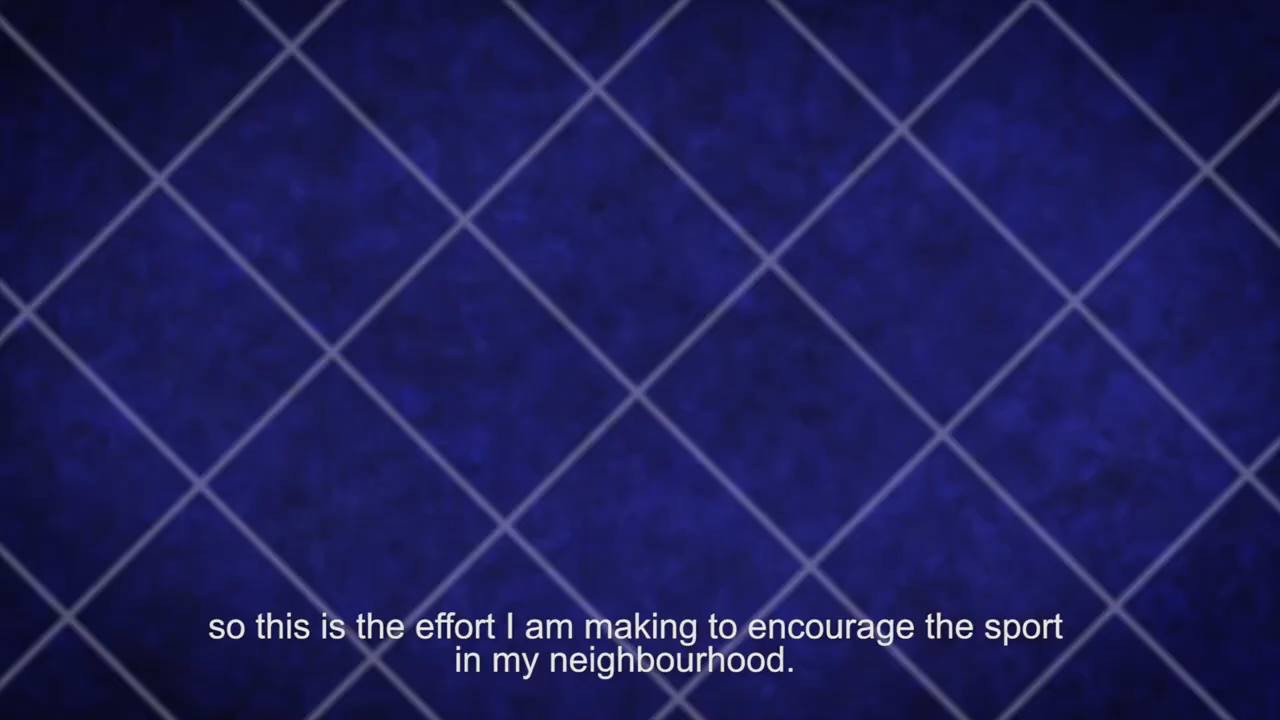 so this is the effort I am making to encourage the sport
in my neighbourhood.